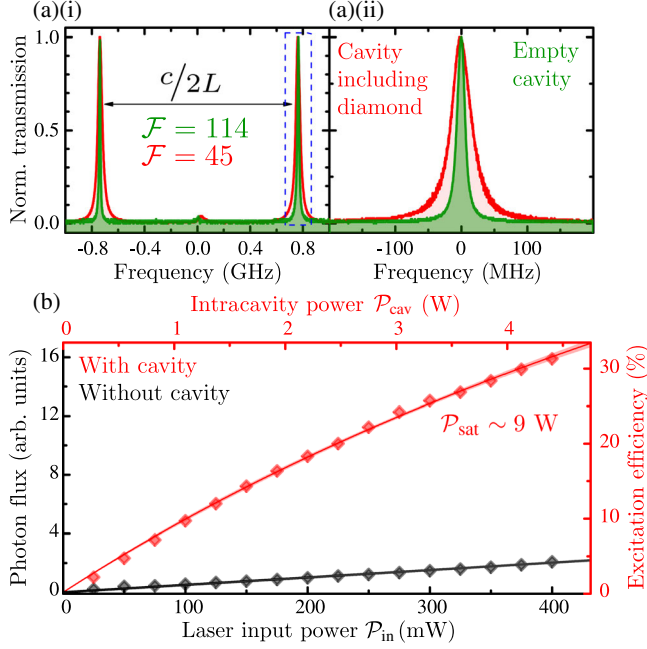 (a)(i)
(a)(ii)
Norm. transmission
1.0
0.5
0.0
c/2L
ℱ = 114
ℱ = 45
-0.8 -0.4 0.0 0.4 0.8
Frequency (GHz)
Cavity
including
diamond
Empty
cavity
-100 0 100
Frequency (MHz)
(b)
Intracavity power 𝒫cav (W)
0 1 2 3 4
With cavity
Without cavity
𝒫sat ∼ 9 W
Photon flux (arb. units)
16
12
8
4
0
Excitation efficiency (%)
30
20
10
0
0 100 200 300 400
Laser input power 𝒫in (mW)